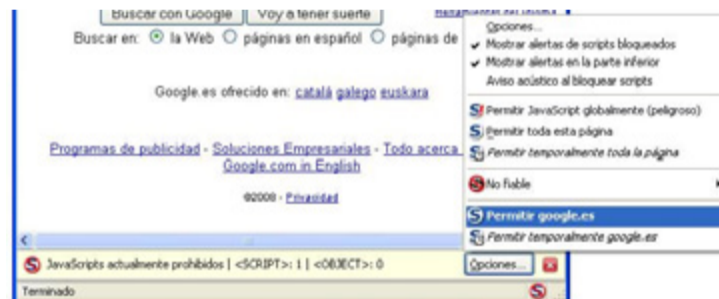 Buscar con Google Voy a tener suerte
Herramientas del idioma
Buscar en: la Web páginas en español páginas de
Google.es ofrecido en: català galego euskara
Programas de publicidad - Soluciones Empresariales - Todo acerca
Google.com in English
©2008 - Privacidad
Opciones...
Mostrar alertas de scripts bloqueados
Mostrar alertas en la parte inferior
Aviso acústico al bloquear scripts
Permitir JavaScript globalmente (peligroso)
Permitir toda esta página
Permitir temporalmente toda la página
No fiable
Permitir google.es
Permitir temporalmente google.es
JavaScripts actualmente prohibidos | <SCRIPT>: 1 | <OBJECT>: 0
Opciones...
Terminado